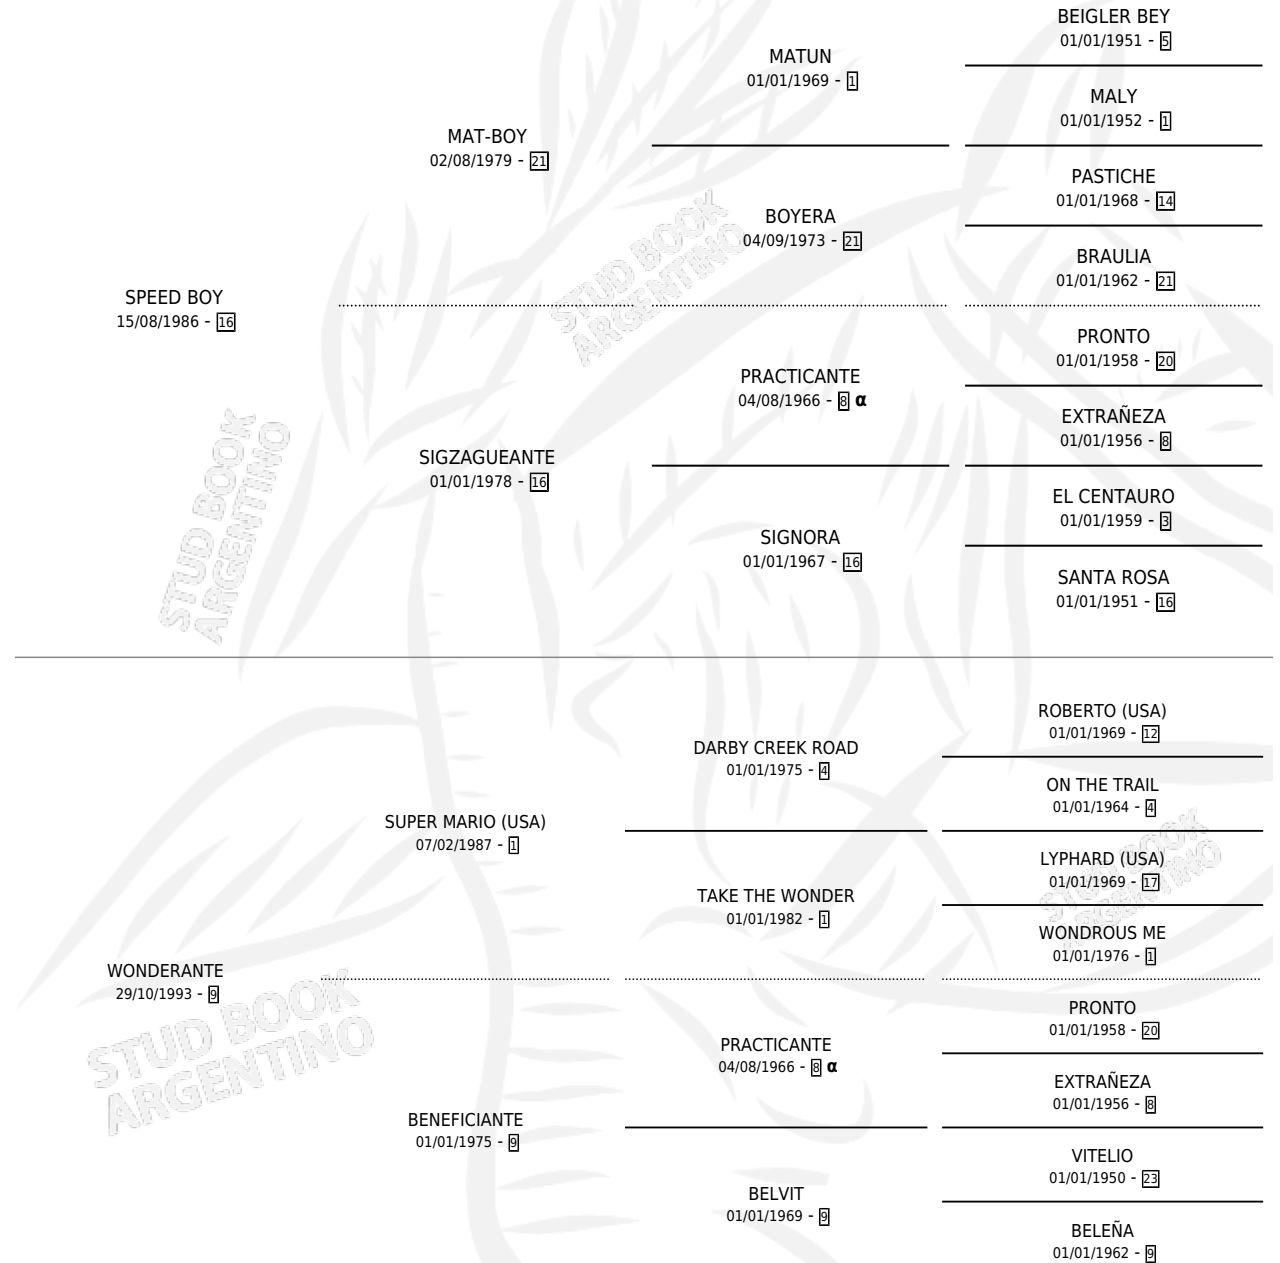 BEIGLER BEY
01/01/1951 - 5
MATUN
01/01/1969 - 1
MALY
01/01/1952 - 1
MAT-BOY
02/08/1979 - 21
PASTICHE
01/01/1968 - 14
BOYERA
04/09/1973 - 21
BRAULIA
01/01/1962 - 21
SPEED BOY
15/08/1986 - 16
PRONTO
01/01/1958 - 20
PRACTICANTE
04/08/1966 - 8 α
EXTRAÑEZA
01/01/1956 - 8
SIGZAGUEANTE
01/01/1978 - 16
EL CENTAURO
01/01/1959 - 3
SIGNORA
01/01/1967 - 16
SANTA ROSA
01/01/1951 - 16
ROBERTO (USA)
01/01/1969 - 12
DARBY CREEK ROAD
01/01/1975 - 4
ON THE TRAIL
01/01/1964 - 4
SUPER MARIO (USA)
07/02/1987 - 1
LYPHARD (USA)
01/01/1969 - 17
TAKE THE WONDER
01/01/1982 - 1
WONDROUS ME
01/01/1976 - 1
WONDERANTE
29/10/1993 - 9
PRONTO
01/01/1958 - 20
PRACTICANTE
04/08/1966 - 8 α
EXTRAÑEZA
01/01/1956 - 8
BENEFICIANTE
01/01/1975 - 9
VITELIO
01/01/1950 - 23
BELVIT
01/01/1969 - 9
BELEÑA
01/01/1962 - 9
STUD BOOK
ARGENTINO
STUD BOOK
ARGENTINO
STUD BOOK
ARGENTINO
STUD BOOK
ARGENTINO